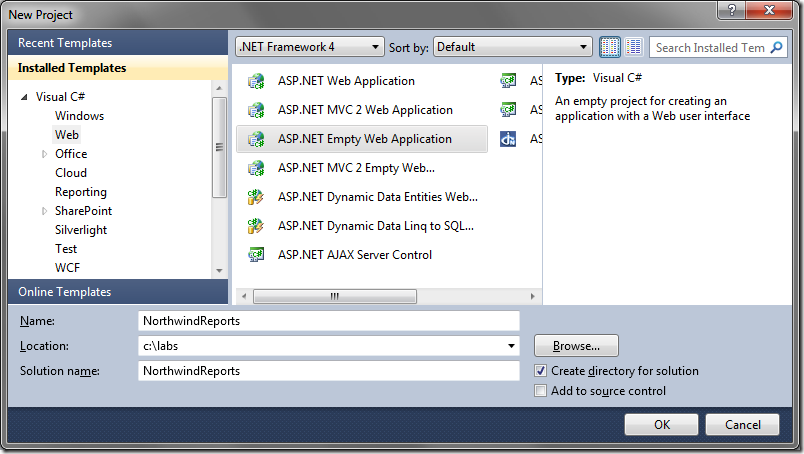 New Project
Recent Templates
Installed Templates
Visual C#
Windows
Web
Office
Cloud
Reporting
SharePoint
Silverlight
Test
WCF
Online Templates
.NET Framework 4
Sort by:
Default
Search Installed Tem
ASP.NET Web Application
ASP.NET MVC 2 Web Application
ASP.NET Empty Web Application
ASP.NET MVC 2 Empty Web...
ASP.NET Dynamic Data Entities Web...
ASP.NET Dynamic Data Linq to SQL...
ASP.NET AJAX Server Control
AS
AS
AS
Type: Visual C#
An empty project for creating an
application with a Web user interface
Name:
NorthwindReports
Location:
c:\labs
Browse...
Solution name:
NorthwindReports
Create directory for solution
Add to source control
OK
Cancel